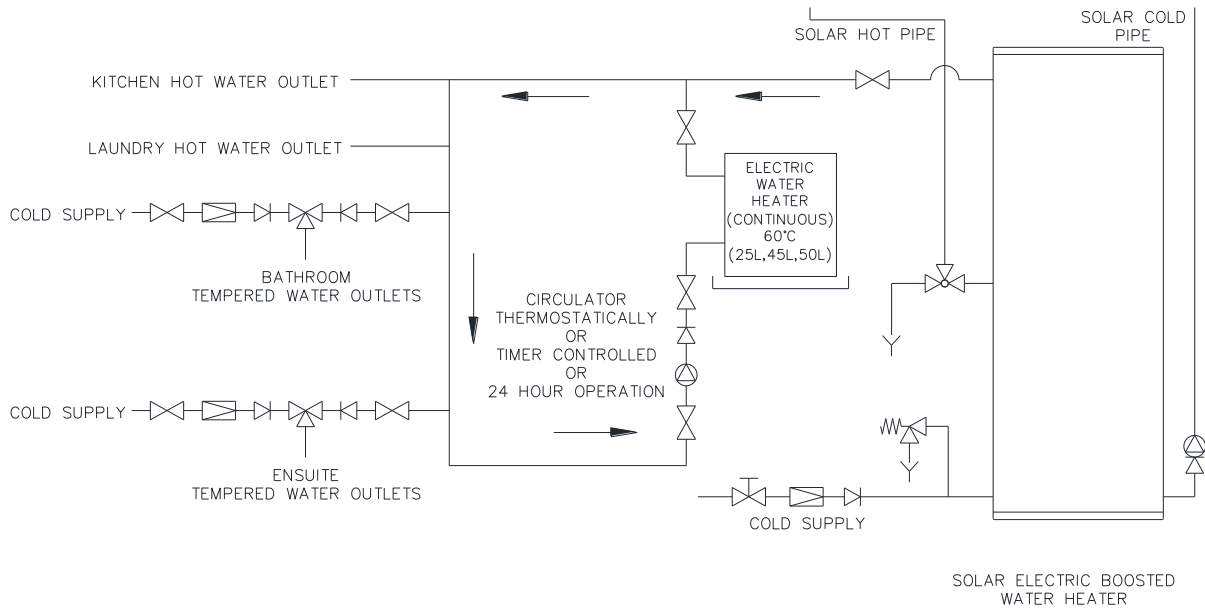 SOLAR HOT PIPE
SOLAR COLD
PIPE
KITCHEN HOT WATER OUTLET
LAUNDRY HOT WATER OUTLET
ELECTRIC
WATER
HEATER
(CONTINUOUS)
60°C
(25L,45L,50L)
COLD SUPPLY
BATHROOM
TEMPERED WATER OUTLETS
CIRCULATOR
THERMOSTATICALLY
OR
TIMER CONTROLLED
OR
24 HOUR OPERATION
COLD SUPPLY
ENSUITE
TEMPERED WATER OUTLETS
COLD SUPPLY
SOLAR ELECTRIC BOOSTED
WATER HEATER